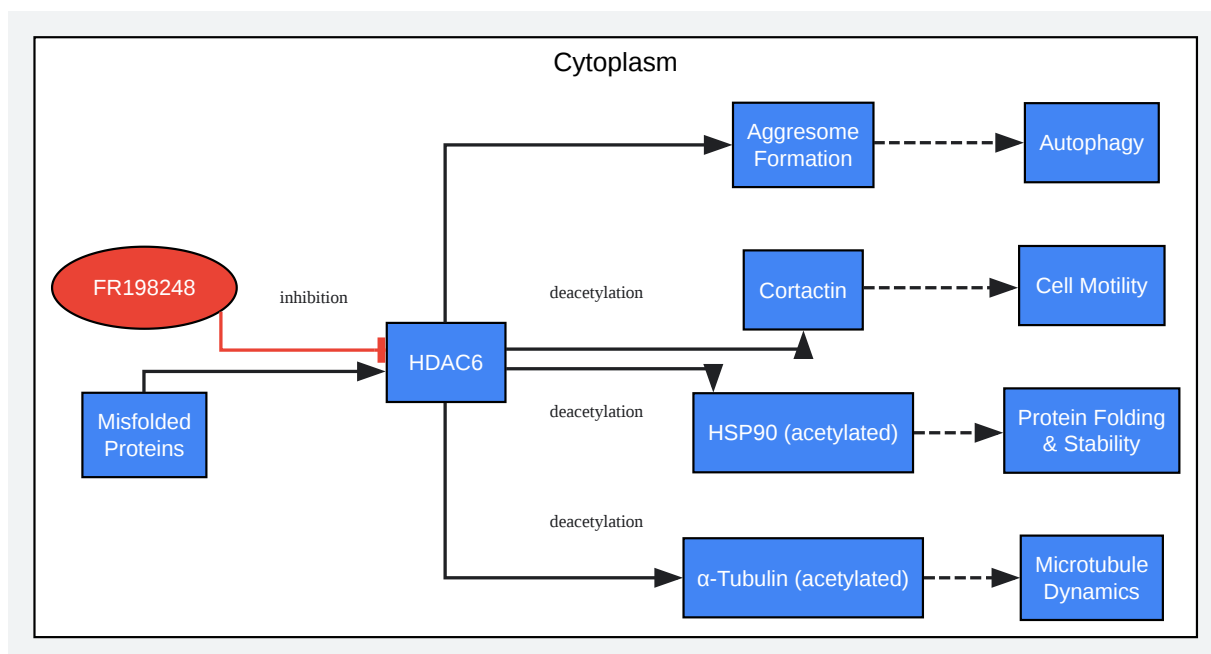 Cytoplasm
Aggresome
Formation
Autophagy
FR198248
inhibition
deacetylation
Cortactin
Cell Motility
HDAC6
Misfolded
Proteins
deacetylation
HSP90 (acetylated)
Protein Folding
& Stability
deacetylation
α-Tubulin (acetylated)
Microtubule
Dynamics